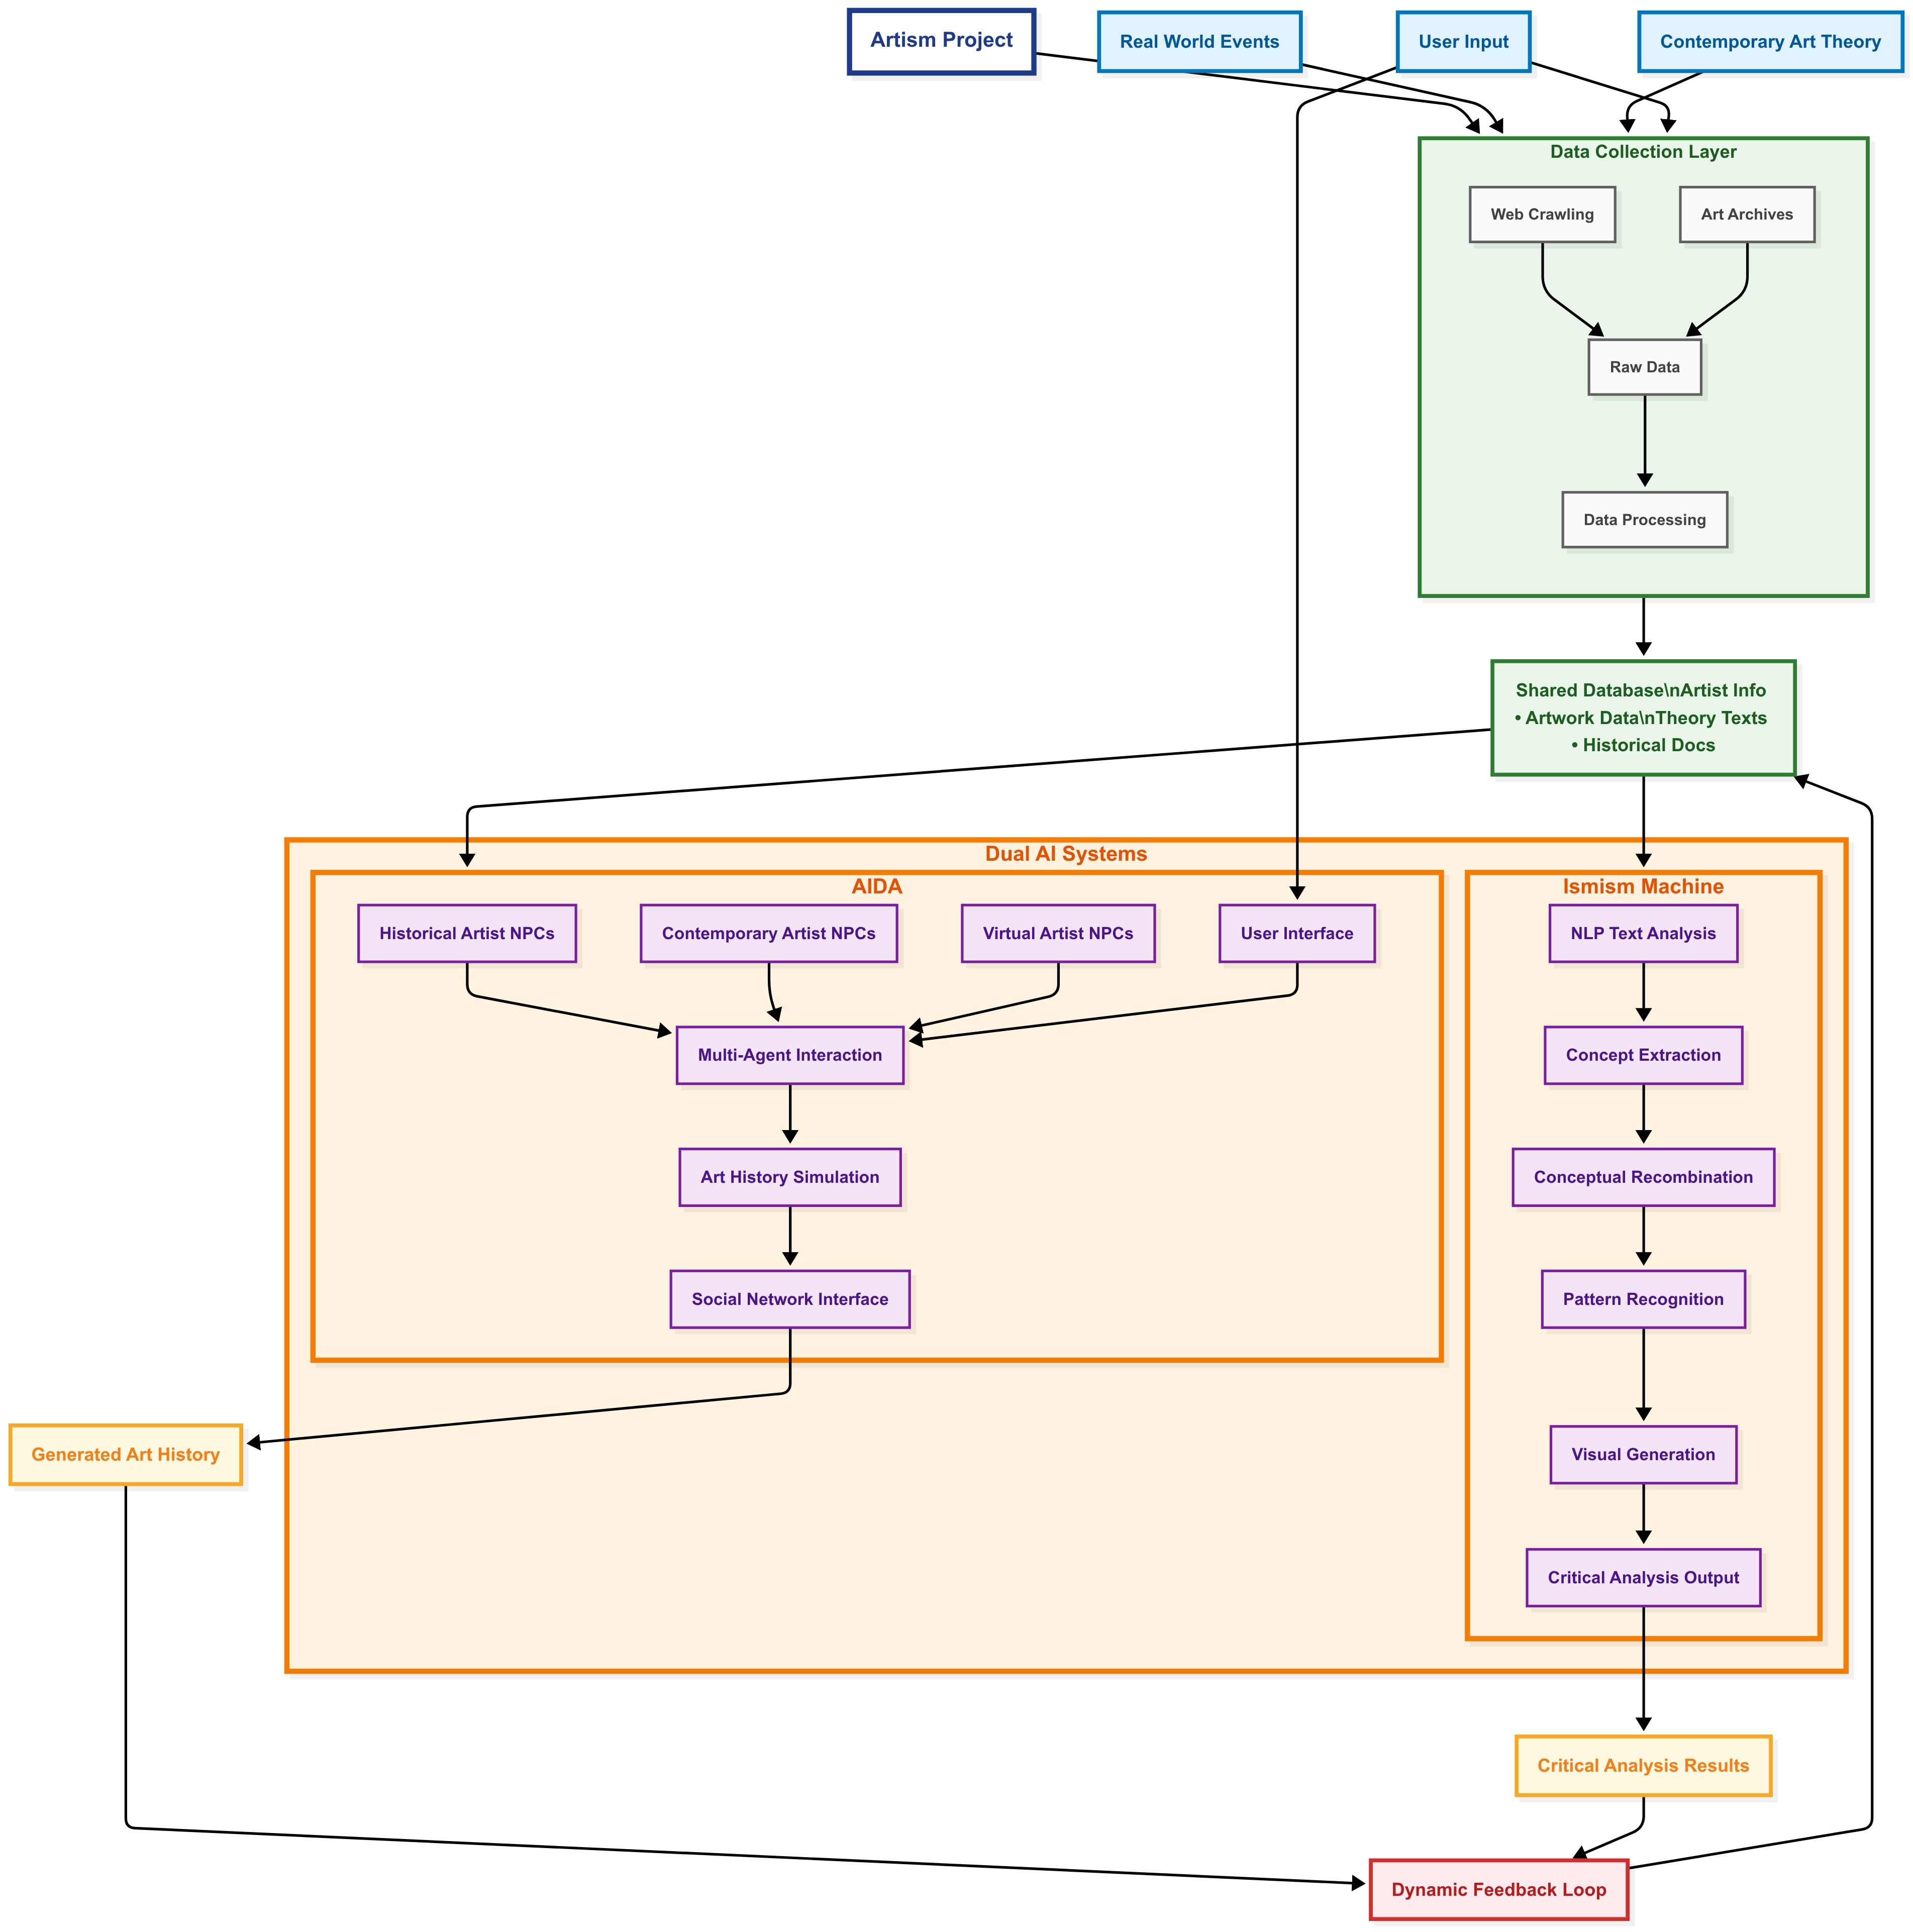 Artism Project
Real World Events
User Input
Contemporary Art Theory
Data Collection Layer
Web Crawling
Art Archives
Raw Data
Data Processing
Shared Database\nArtist Info
• Artwork Data\nTheory Texts
• Historical Docs
Dual AI Systems
AIDA
Ismism Machine
Historical Artist NPCs
Contemporary Artist NPCs
Virtual Artist NPCs
User Interface
NLP Text Analysis
Multi-Agent Interaction
Concept Extraction
Art History Simulation
Conceptual Recombination
Social Network Interface
Pattern Recognition
Generated Art History
Visual Generation
Critical Analysis Output
Critical Analysis Results
Dynamic Feedback Loop